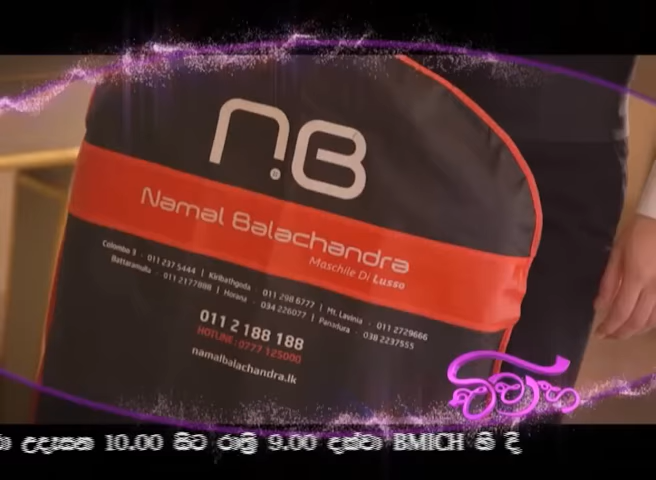 n.B
Namal Balachandra
Maschile Di Lusso
Colombo 3 - 011 237 5444 | Kiribathgoda - 011 298 6777 | Mt. Lavinia - 011 2729666
Battaramulla - 011 2177888 | Horana - 034 226077 | Panadura - 038 2237555
011 2 188 188
HOTLINE : 0777 125000
namalbalachandra.lk
විවාහ
උදෑසන 10.00 සිට රාත්‍රී 9.00 දක්වා BMICH හි දී